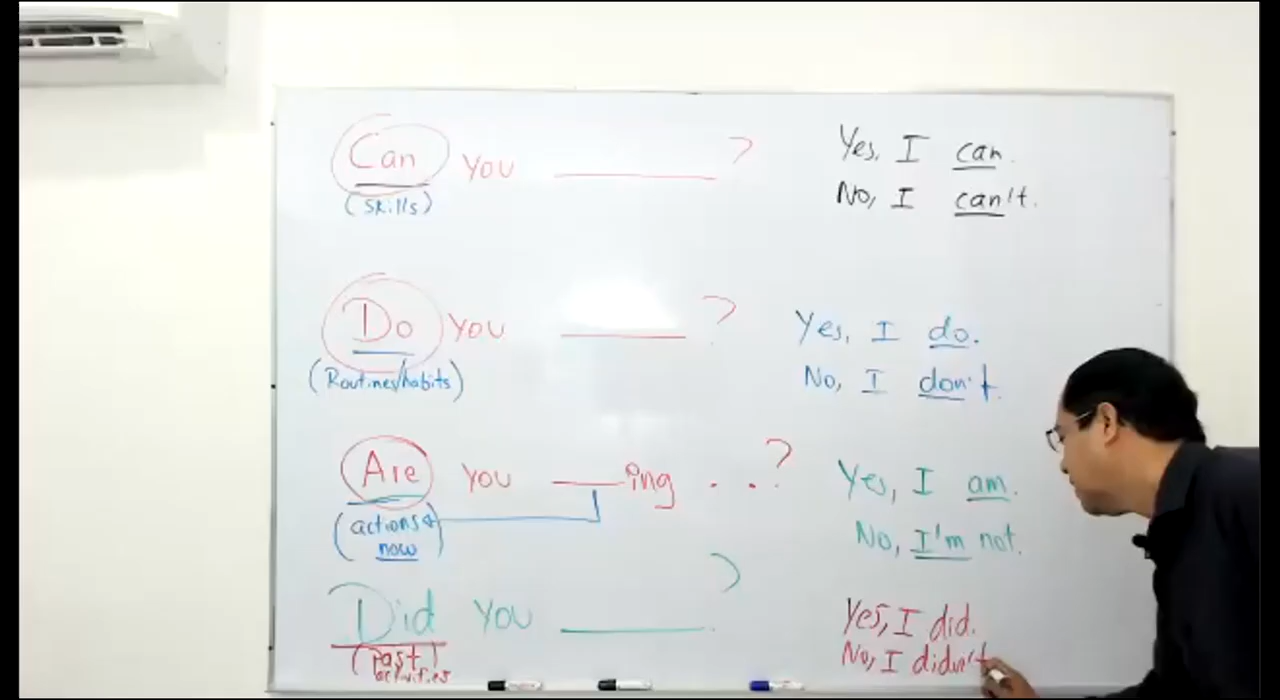 Can you ______? Yes, I can.
(skills) No, I can't.
Do you ______? Yes, I do.
(Routines/habits) No, I don't.
Are you ____ing ...? Yes, I am.
(actions
now) No, I'm not.
Did you ______? Yes, I did.
(Past) No, I didn't
activities